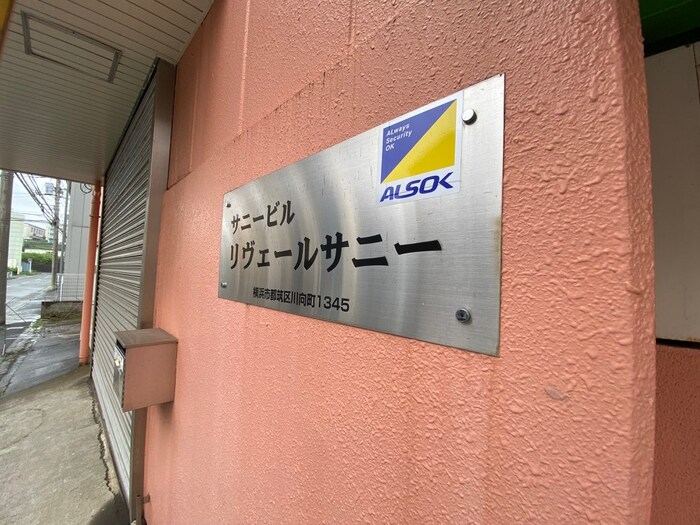 ALways
Security
OK
ALSOK
サニービル
リヴェールサニー
横浜市都筑区川向町1345